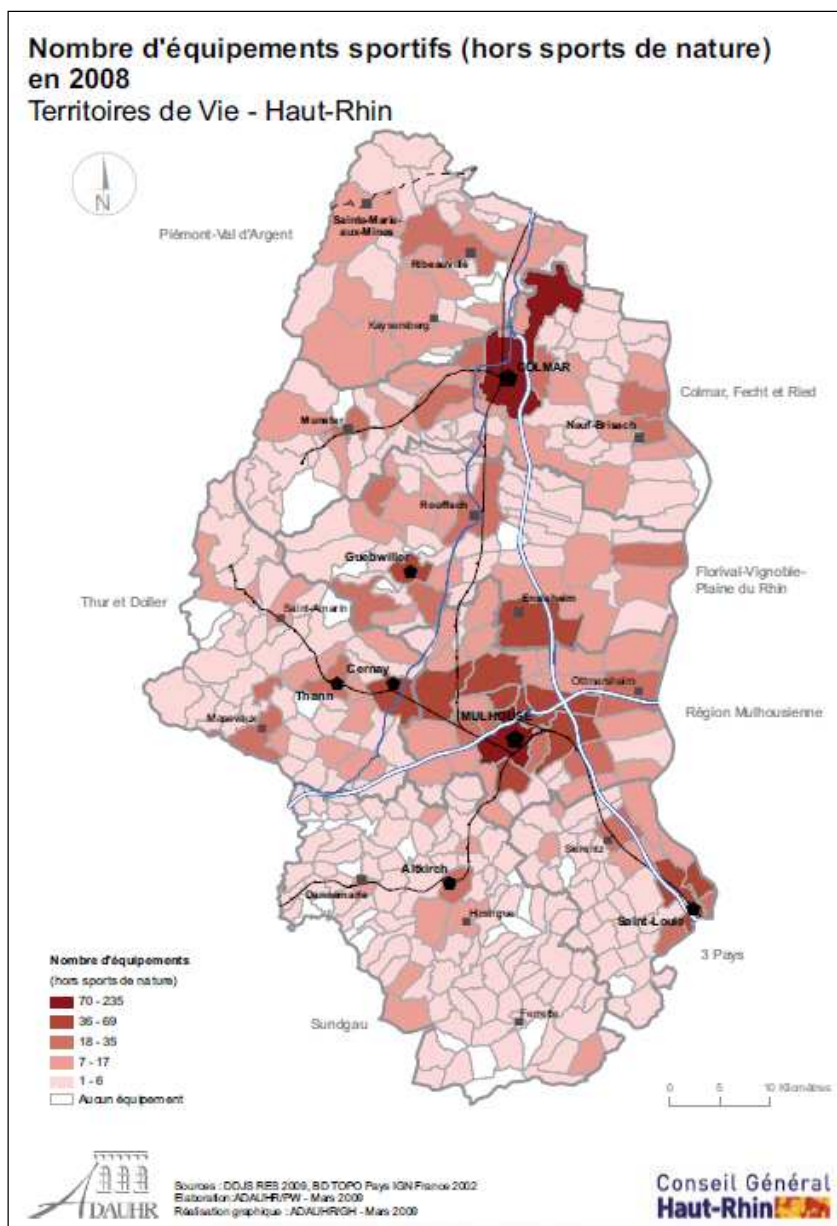 Nombre d'équipements sportifs (hors sports de nature)
en 2008
Territoires de Vie - Haut-Rhin
N
Piémont-Val d'Argent
Sainte-Marie-
aux-Mines
Ribeauvillé
Kaysersberg
COLMAR
Colmar, Fecht et Ried
Munster
Neuf-Brisach
Rouffach
Guebwiller
Florival-Vignoble-
Plaine du Rhin
Thur et Doller
Saint-Amarin
Ensisheim
Cernay
Thann
Ottmarsheim
Masevaux
MULHOUSE
Région Mulhousienne
Sierentz
Altkirch
Dannemarie
Hirsingue
Saint-Louis
3 Pays
Sundgau
Ferrette
Nombre d'équipements
(hors sports de nature)
70 - 235
36 - 69
18 - 35
7 - 17
1 - 6
Aucun équipement
0 5 10 Kilomètres
ADAUHR
Sources : DDJS RES 2009, BD TOPO Pays IGN France 2002
Elaboration:ADAUHR/PW - Mars 2009
Réalisation graphique : ADAUHR/GH - Mars 2009
Conseil Général
Haut-Rhin